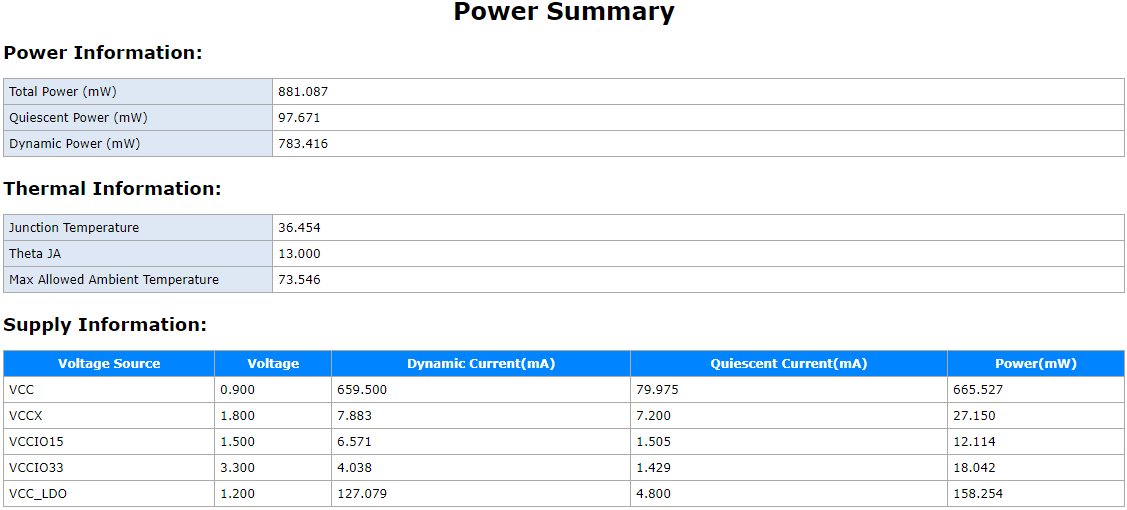 Power Summary
Power Information:
Total Power (mW) 881.087
Quiescent Power (mW) 97.671
Dynamic Power (mW) 783.416
Thermal Information:
Junction Temperature 36.454
Theta JA 13.000
Max Allowed Ambient Temperature 73.546
Supply Information:
Voltage Source Voltage Dynamic Current(mA) Quiescent Current(mA) Power(mW)
VCC 0.900 659.500 79.975 665.527
VCCX 1.800 7.883 7.200 27.150
VCCIO15 1.500 6.571 1.505 12.114
VCCIO33 3.300 4.038 1.429 18.042
VCC_LDO 1.200 127.079 4.800 158.254